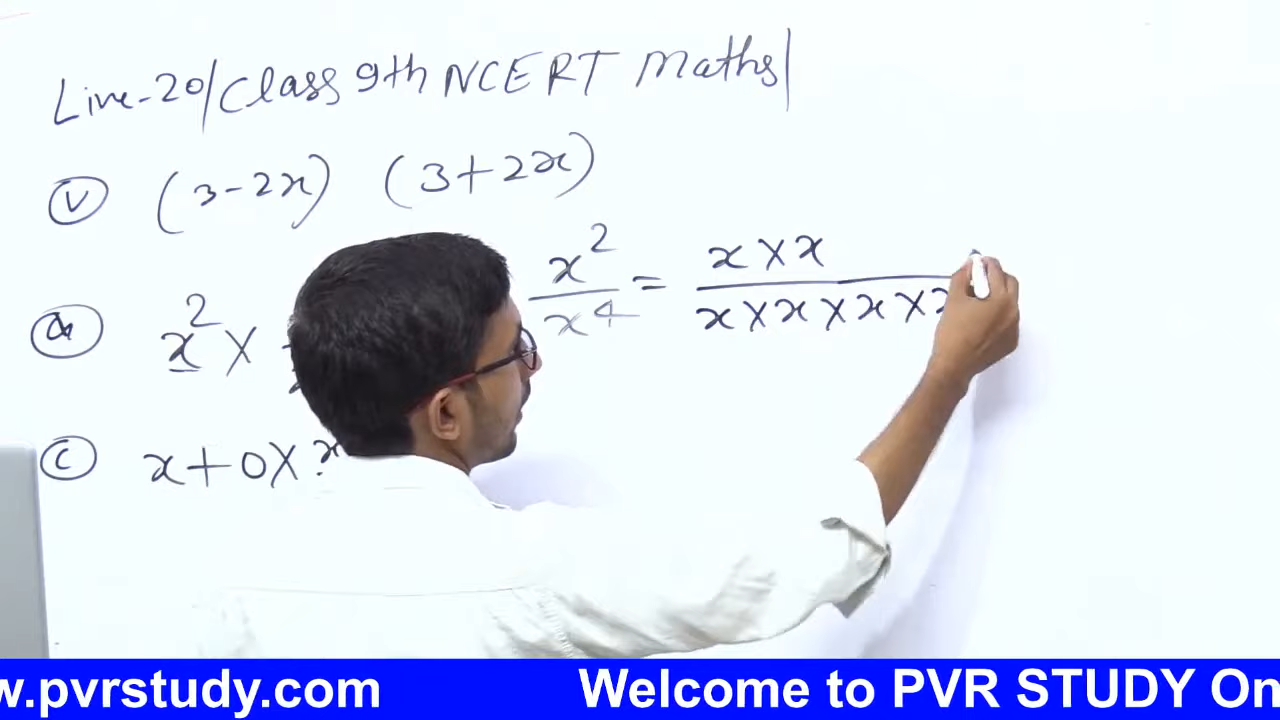 Live-20/Class 9th NCERT Maths|
(v) (3-2x) (3+2x)
x²/x⁴ = x×x/x×x×x×
(a) x²×
(c) x+0×
w.pvrstudy.com Welcome to PVR STUDY On